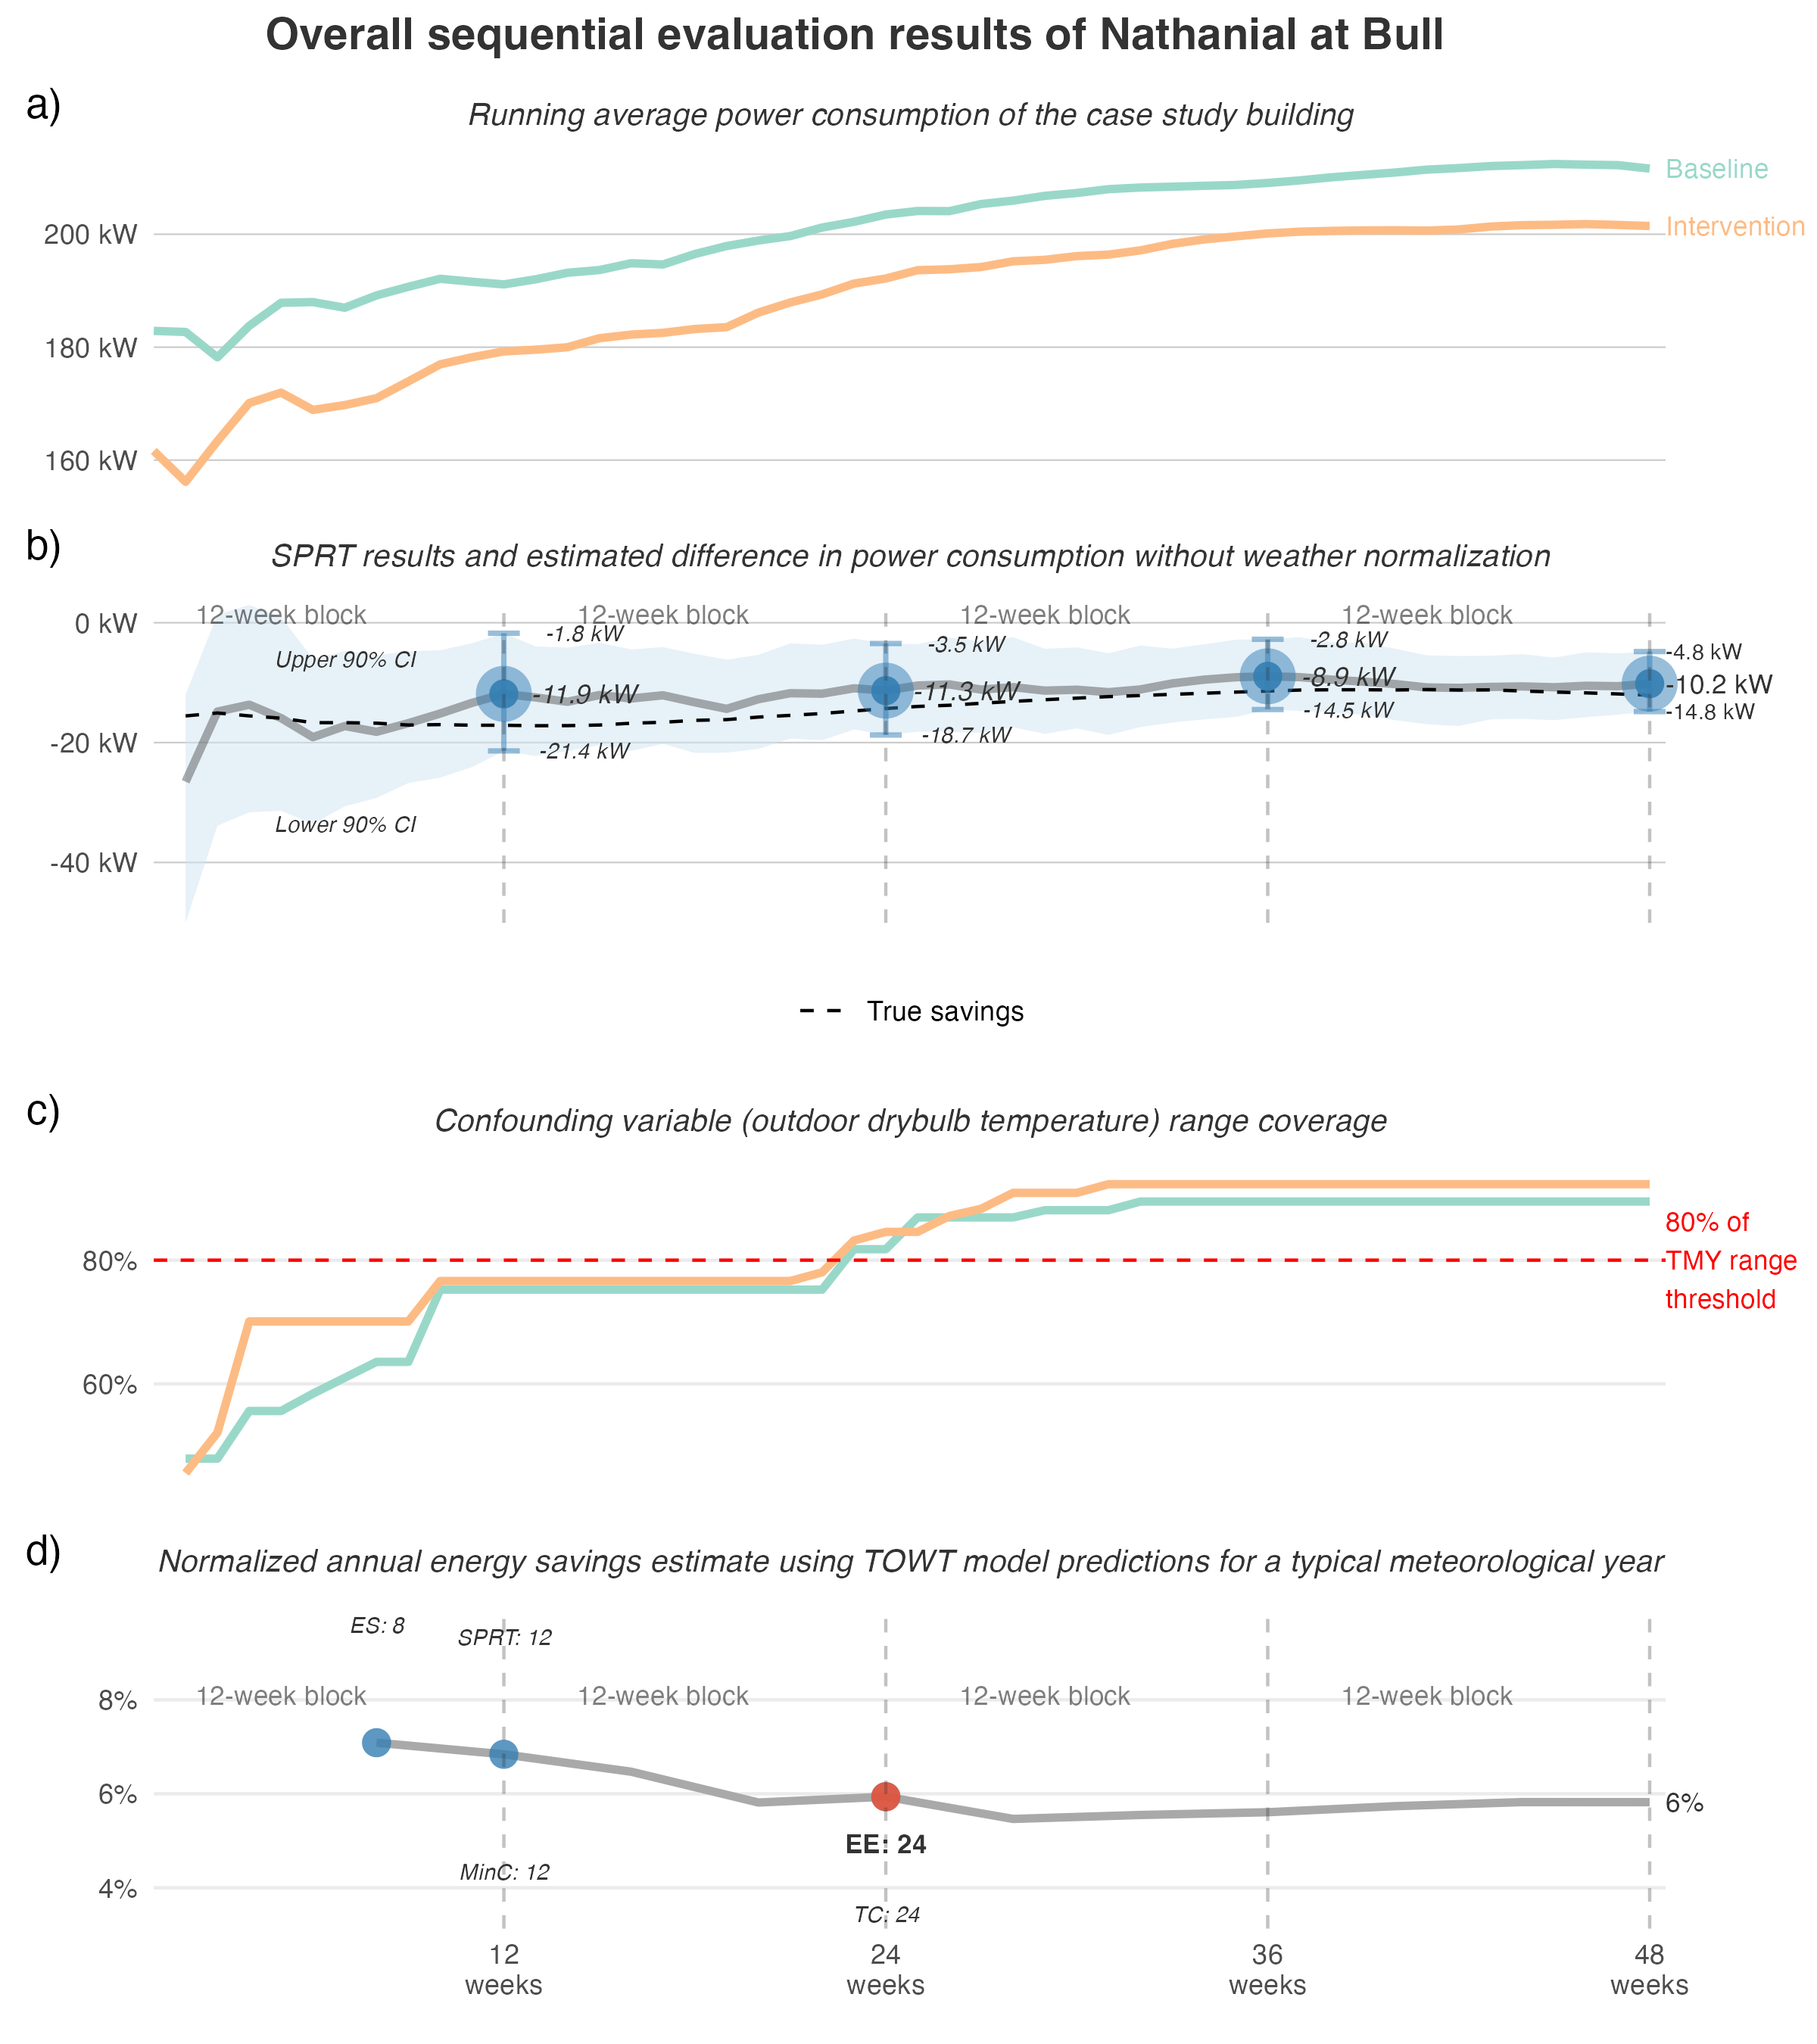 Overall sequential evaluation results of Nathanial at Bull
a)
Running average power consumption of the case study building
Baseline
200 kW
Intervention
180 kW
160 kW
b)
SPRT results and estimated difference in power consumption without weather normalization
12-week block
12-week block
12-week block
12-week block
0 kW
-1.8 kW
-3.5 kW
-2.8 kW
-4.8 kW
Upper 90% CI
-11.9 kW
-11.3 kW
-8.9 kW
-10.2 kW
-14.5 kW
-14.8 kW
-20 kW
-21.4 kW
-18.7 kW
Lower 90% CI
-40 kW
True savings
c)
Confounding variable (outdoor drybulb temperature) range coverage
80%
80% of
TMY range
threshold
60%
d)
Normalized annual energy savings estimate using TOWT model predictions for a typical meteorological year
ES: 8
SPRT: 12
12-week block
12-week block
12-week block
12-week block
8%
6%
6%
EE: 24
MinC: 12
4%
TC: 24
12
weeks
24
weeks
36
weeks
48
weeks